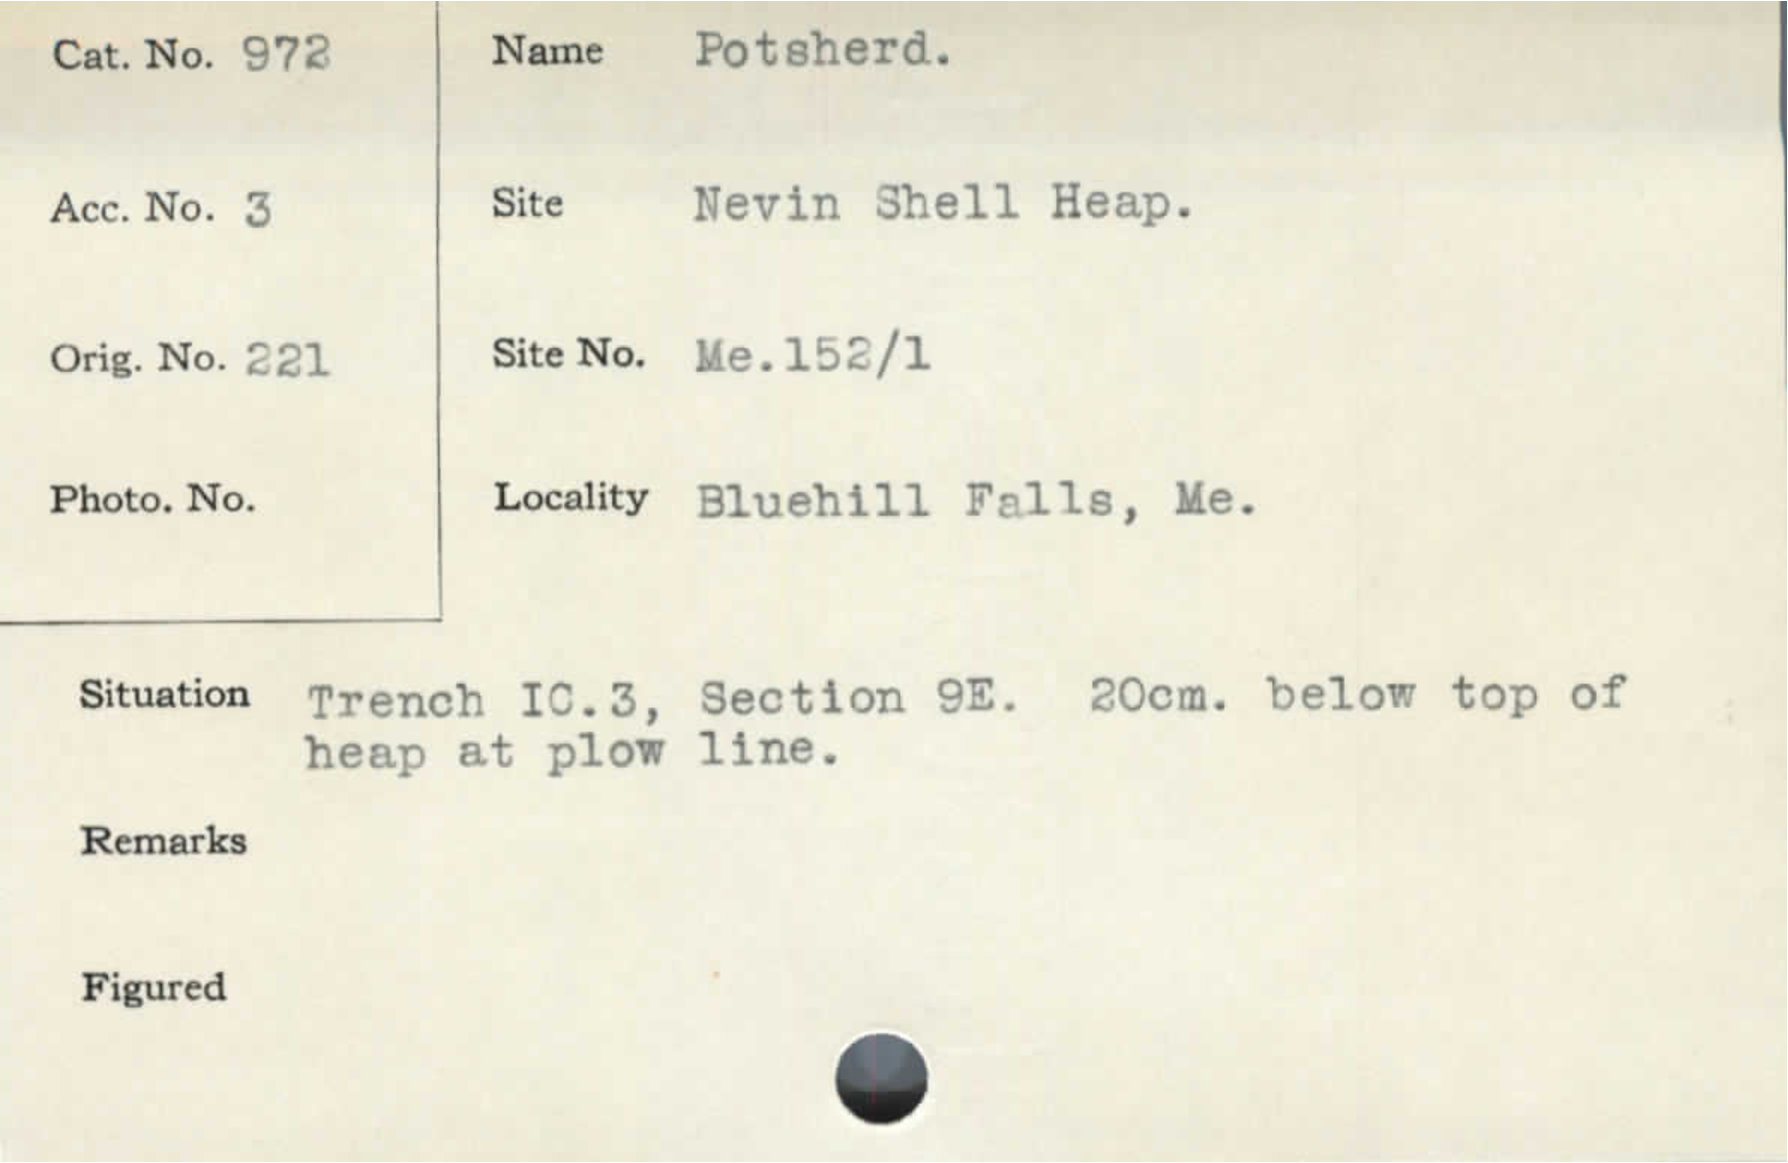 Cat. No. 972
Name Potsherd.
Acc. No. 3
Site Nevin Shell Heap.
Orig. No. 221
Site No. Me.152/1
Photo. No.
Locality Bluehill Falls, Me.
Situation Trench IC.3, Section 9E. 20cm. below top of
heap at plow line.
Remarks
Figured